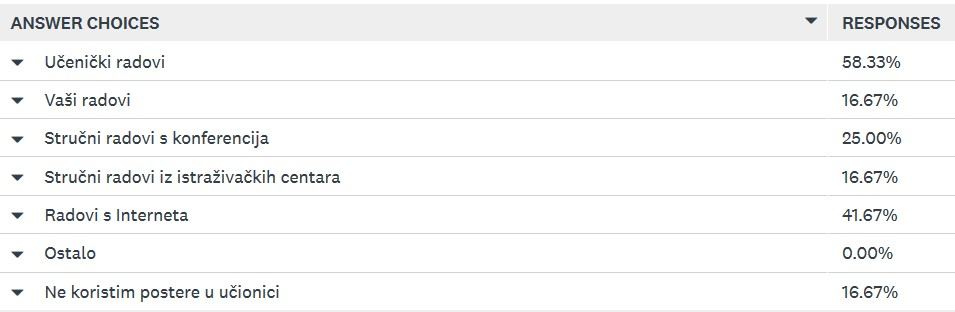 ANSWER CHOICES RESPONSES
Učenički radovi 58.33%
Vaši radovi 16.67%
Stručni radovi s konferencija 25.00%
Stručni radovi iz istraživačkih centara 16.67%
Radovi s Interneta 41.67%
Ostalo 0.00%
Ne koristim postere u učionici 16.67%